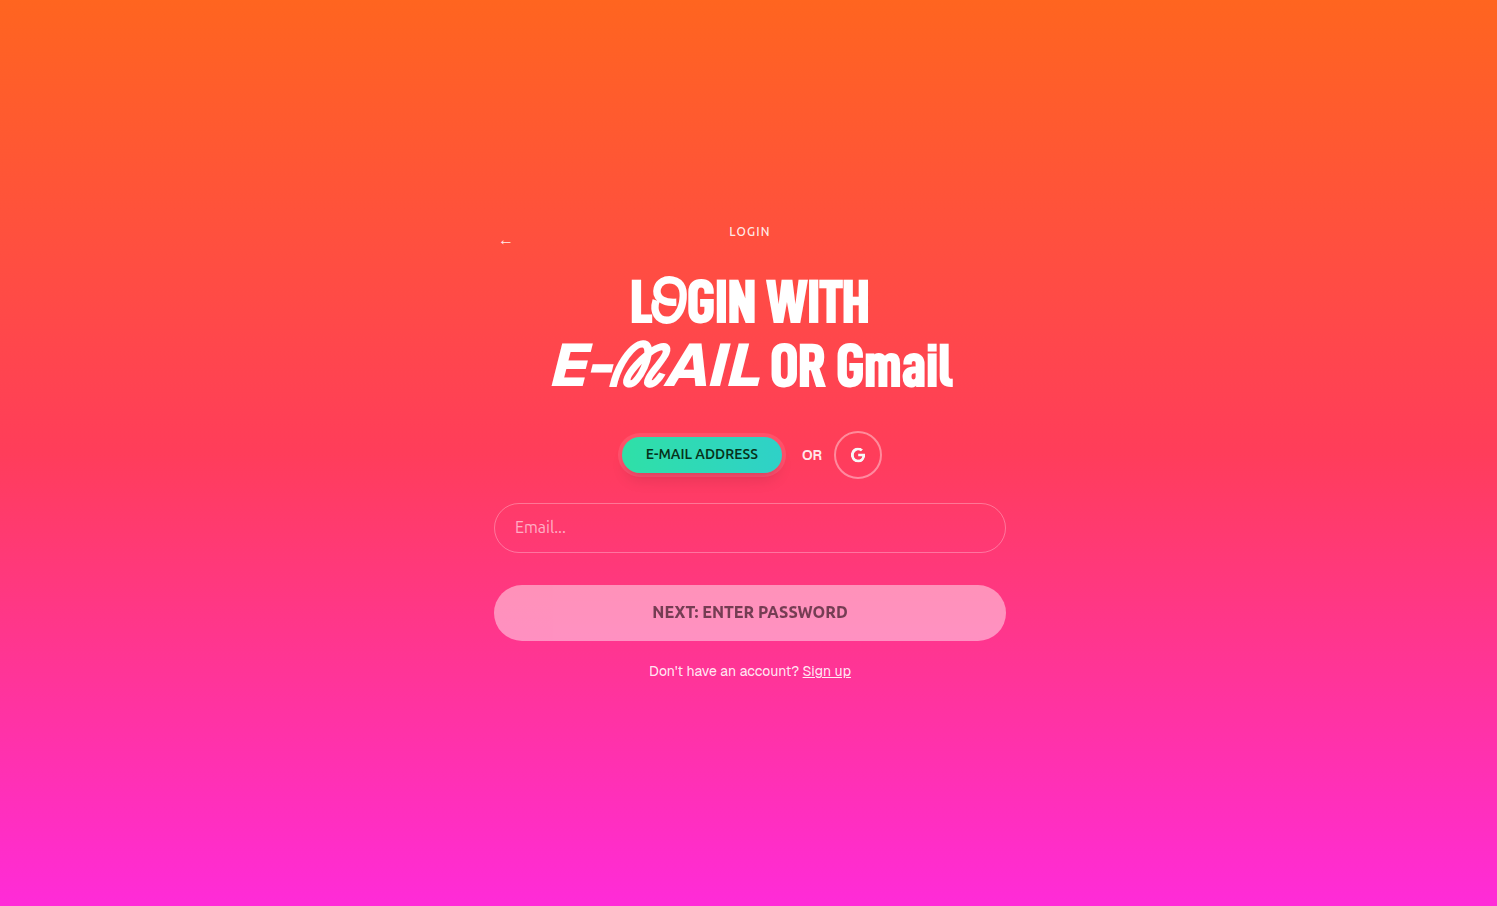 ←
LOGIN
LOGIN WITH
E-MAIL OR Gmail
E-MAIL ADDRESS OR G
Email...
NEXT: ENTER PASSWORD
Don't have an account? Sign up